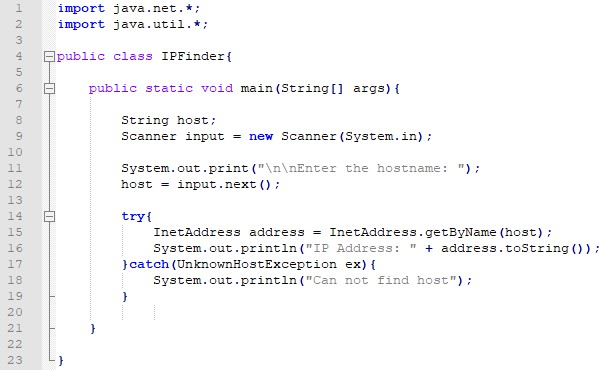 1 import java.net.*;
2 import java.util.*;
3
4 public class IPFinder{
5
6     public static void main(String[] args){
7
8         String host;
9         Scanner input = new Scanner(System.in);
10
11         System.out.print("\n\nEnter the hostname: ");
12         host = input.next();
13
14         try{
15             InetAddress address = InetAddress.getByName(host);
16             System.out.println("IP Address: " + address.toString());
17         }catch(UnknownHostException ex){
18             System.out.println("Can not find host");
19         }
20
21     }
22
23 }